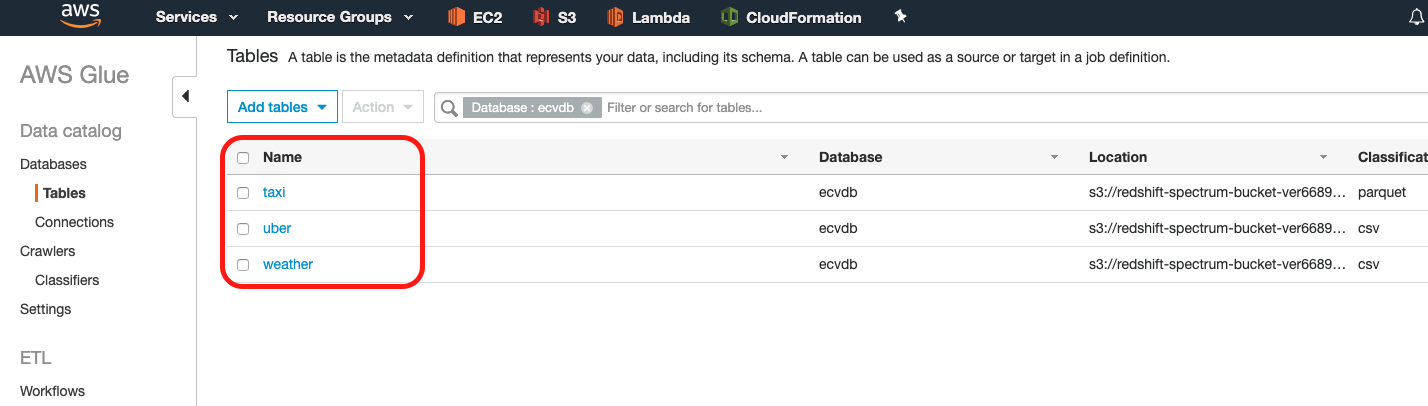 aws Services Resource Groups EC2 S3 Lambda CloudFormation
AWS Glue
Data catalog
Databases
Tables
Connections
Crawlers
Classifiers
Settings
ETL
Workflows
Tables A table is the metadata definition that represents your data, including its schema. A table can be used as a source or target in a job definition.
Add tables Action Database : ecvdb Filter or search for tables...
Name Database Location Classificat
taxi ecvdb s3://redshift-spectrum-bucket-ver6689... parquet
uber ecvdb s3://redshift-spectrum-bucket-ver6689... csv
weather ecvdb s3://redshift-spectrum-bucket-ver6689... csv